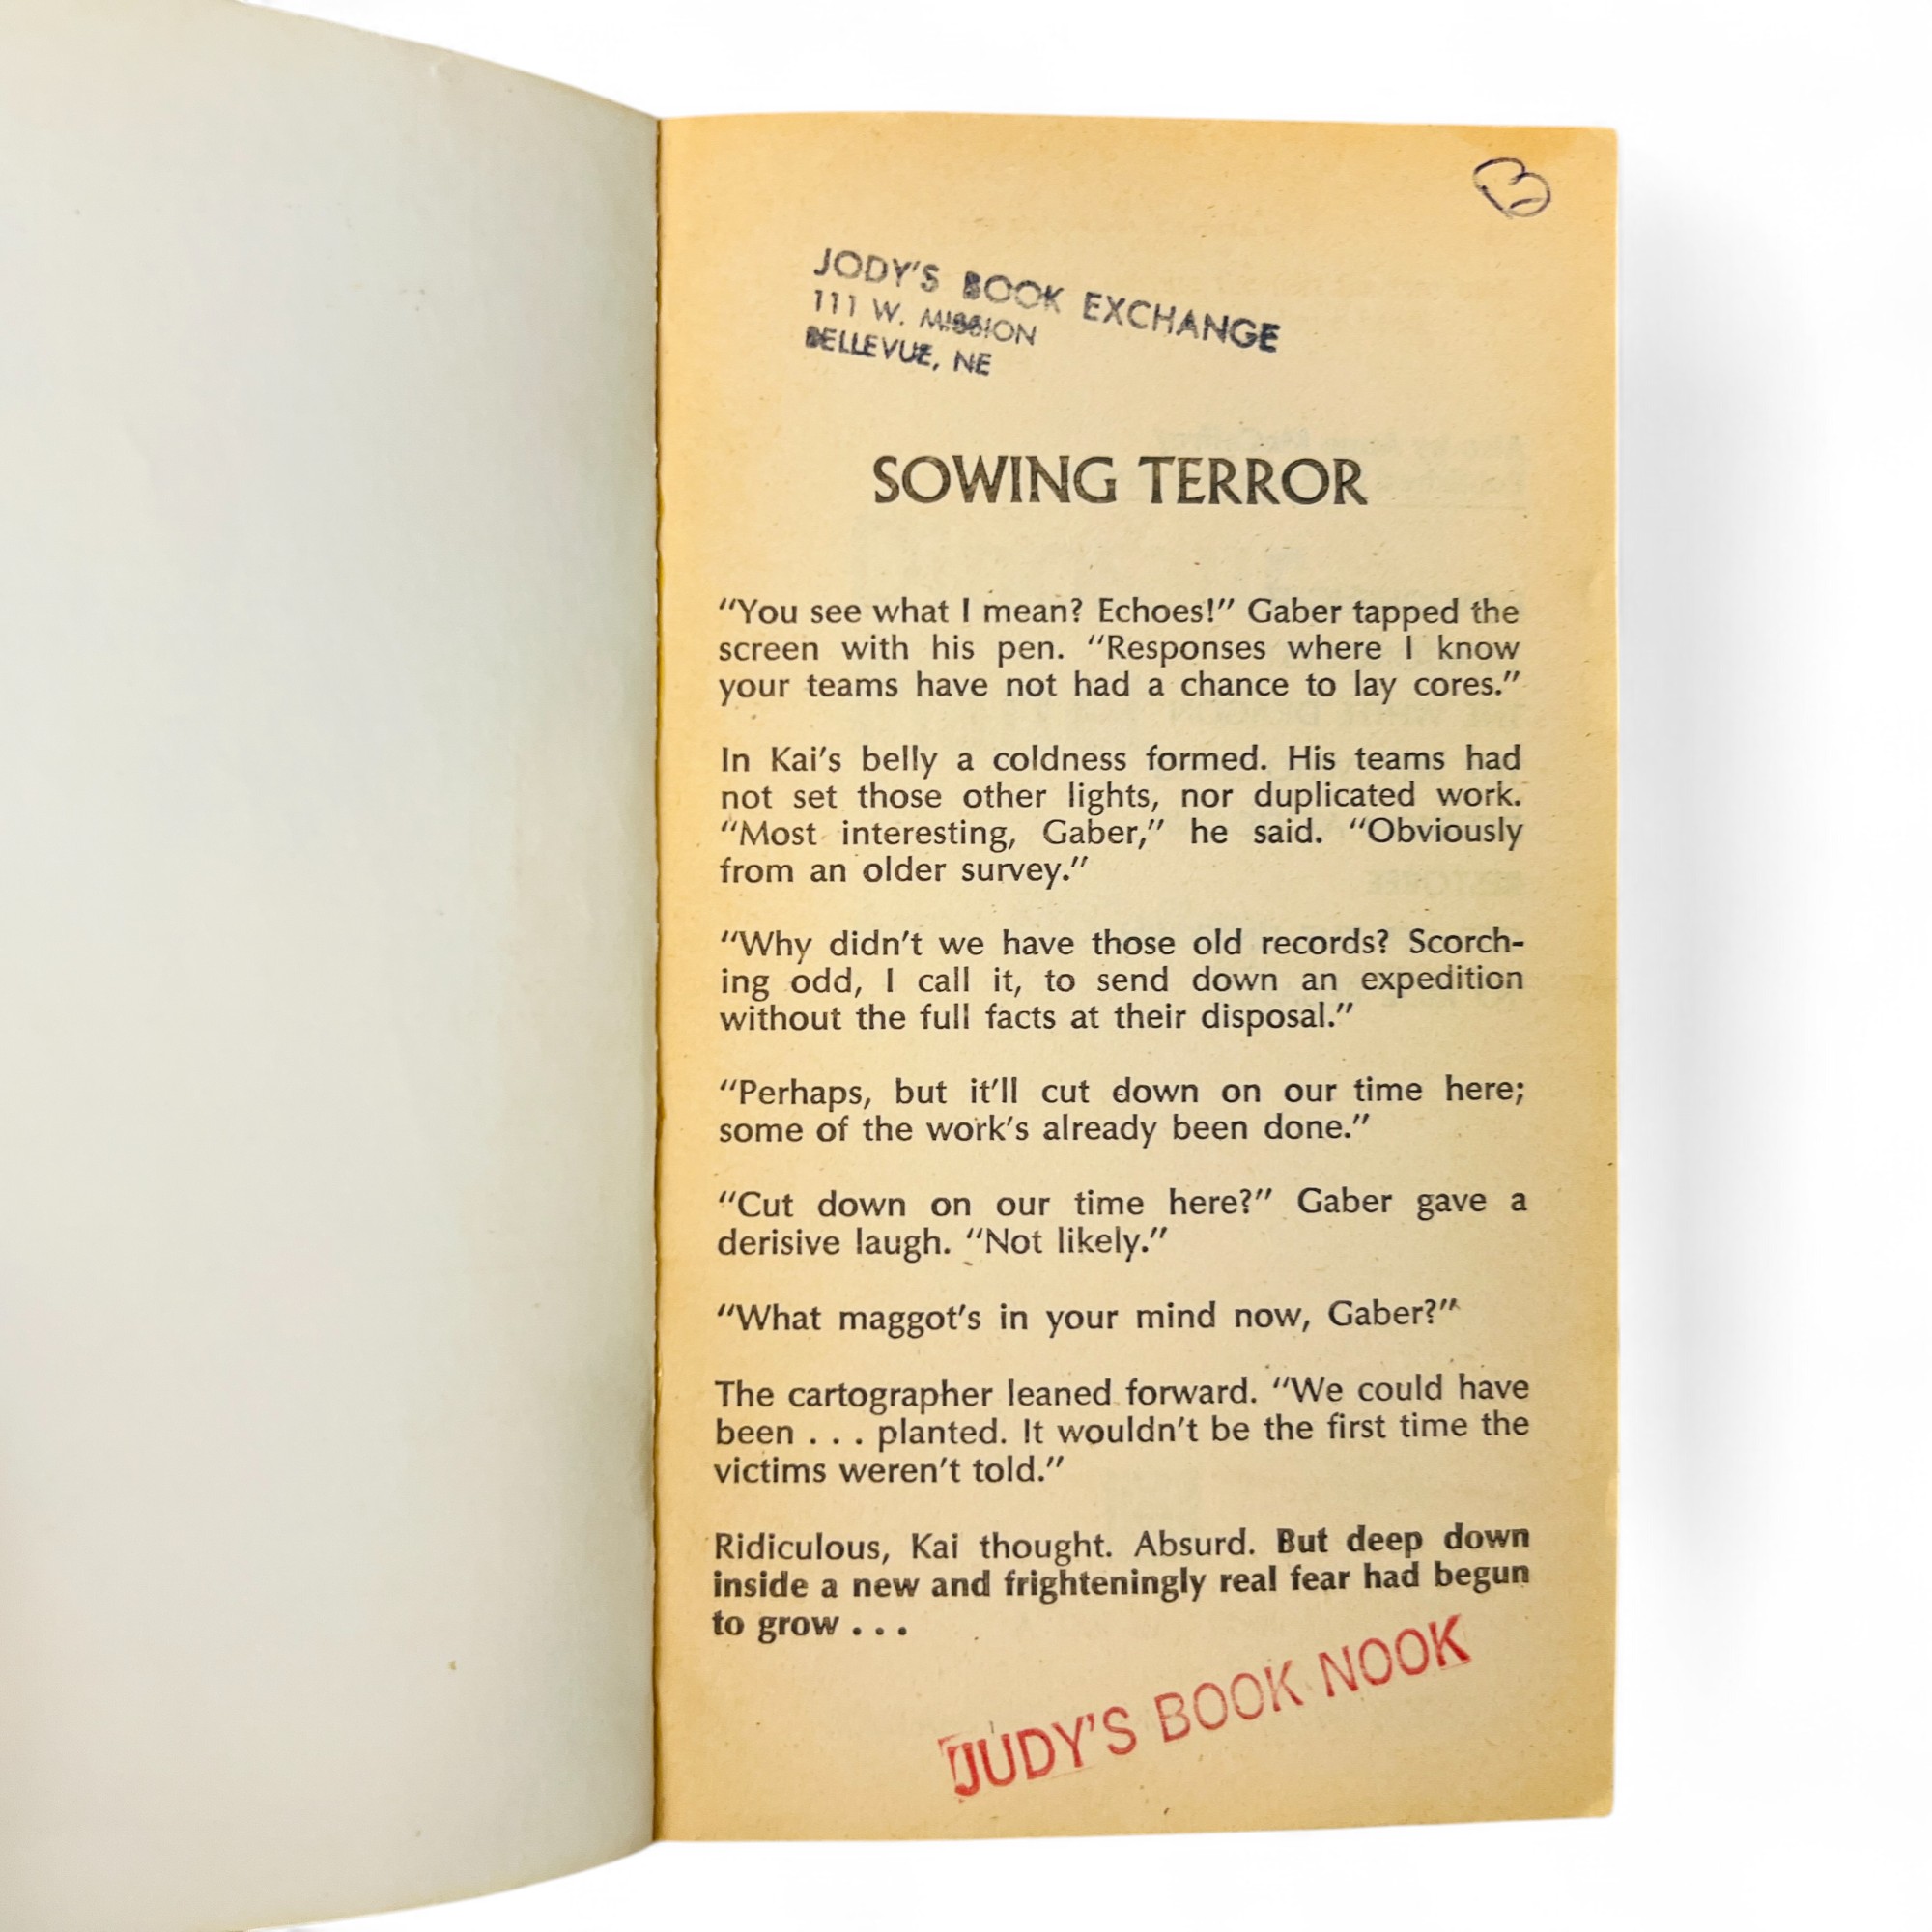 JODY'S BOOK EXCHANGE
111 W. MISSION
BELLEVUE, NE
SOWING TERROR
“You see what I mean? Echoes!” Gaber tapped the
screen with his pen. “Responses where I know
your teams have not had a chance to lay cores.”
In Kai's belly a coldness formed. His teams had
not set those other lights, nor duplicated work.
“Most interesting, Gaber,” he said. “Obviously
from an older survey.”
“Why didn't we have those old records? Scorch-
ing odd, I call it, to send down an expedition
without the full facts at their disposal.”
“Perhaps, but it'll cut down on our time here;
some of the work's already been done.”
“Cut down on our time here?” Gaber gave a
derisive laugh. “Not likely.”
“What maggot's in your mind now, Gaber?”
The cartographer leaned forward. “We could have
been . . . planted. It wouldn't be the first time the
victims weren't told.”
Ridiculous, Kai thought. Absurd. But deep down
inside a new and frighteningly real fear had begun
to grow . . .
JUDY'S BOOK NOOK